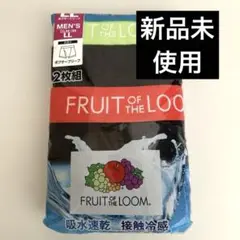 新品未
使用
LL
MEN'S
LL
ボクサーブリーフ
2枚組
FRUIT OF THE LOOM
OF THE LOO
FRUIT OF THE LOOM.
吸水速乾 接触冷感